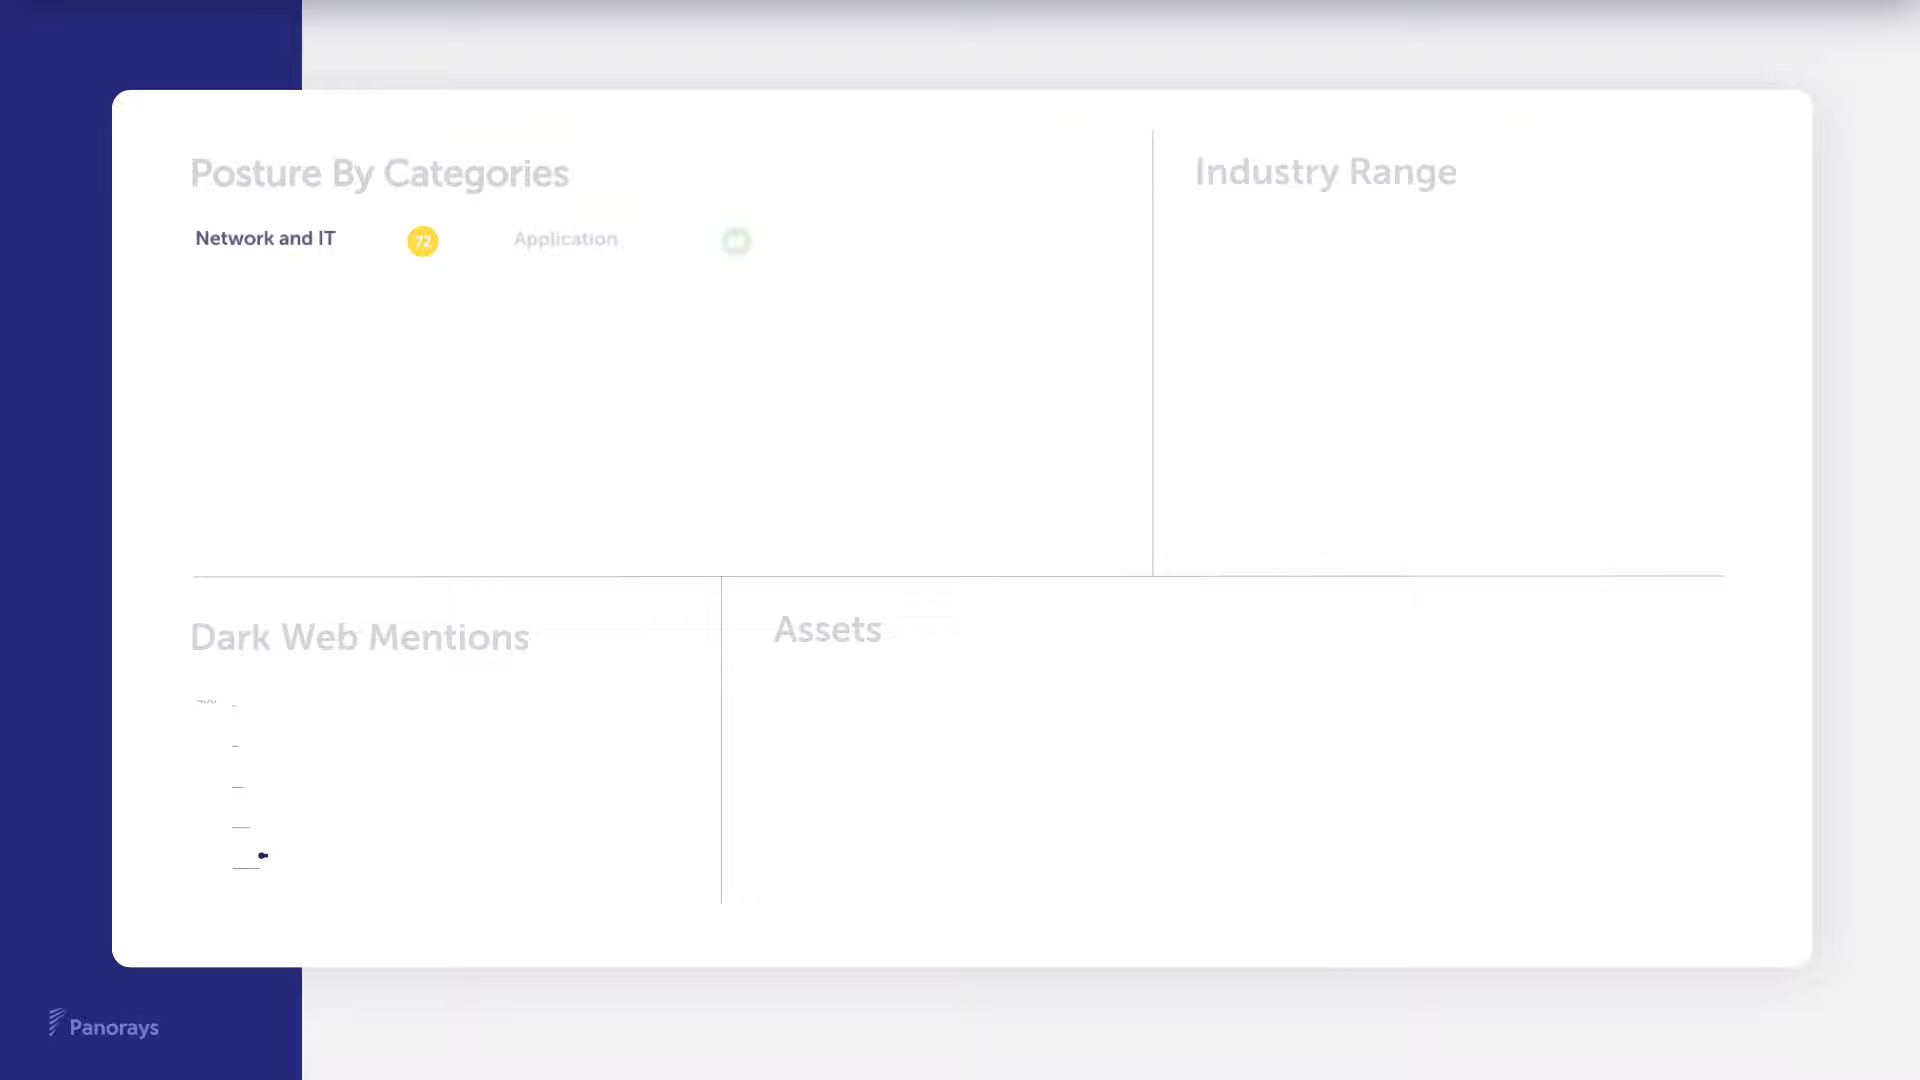 Posture By Categories
Industry Range
Network and IT
72
Application
Dark Web Mentions
Assets
Panorays